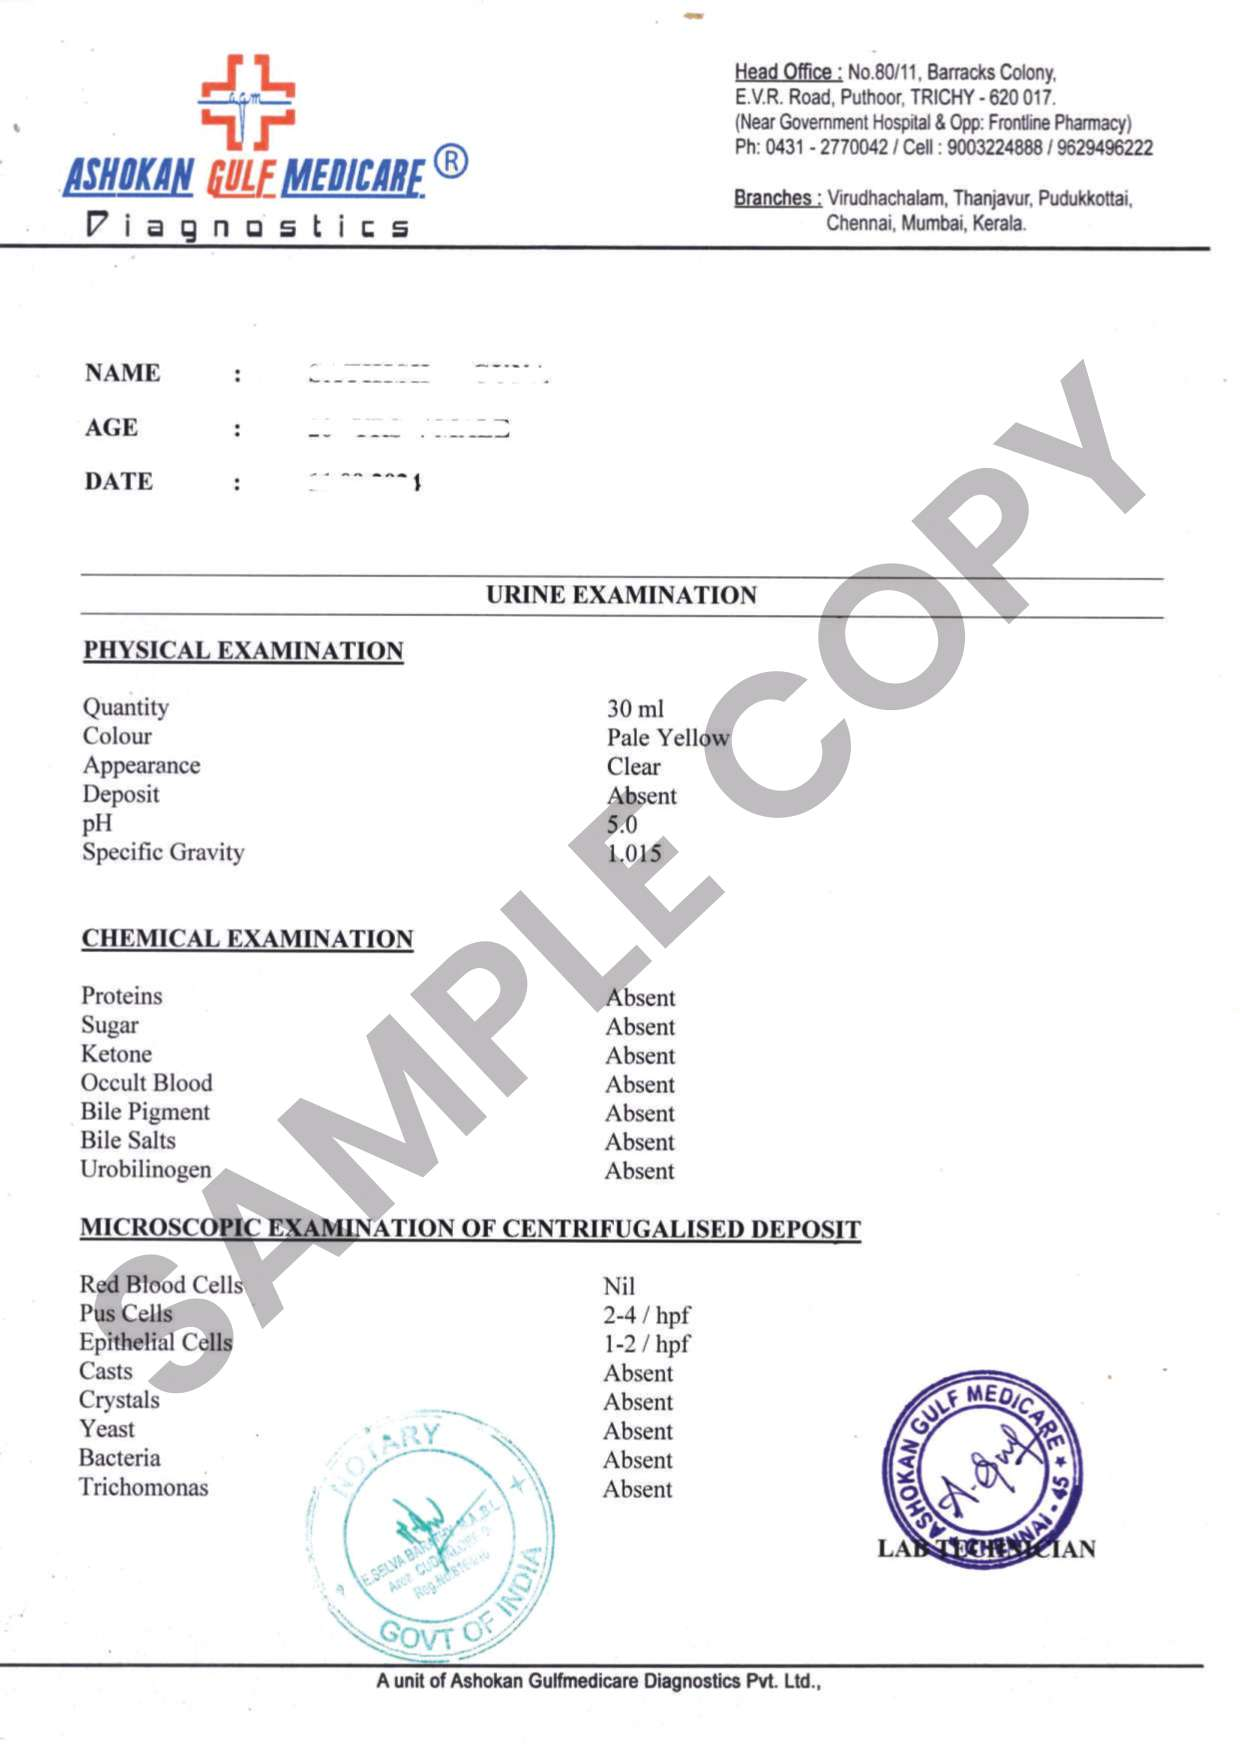 agm
ASHOKAN GULF MEDICARE ®
Diagnostics
Head Office : No.80/11, Barracks Colony,
E.V.R. Road, Puthoor, TRICHY - 620 017.
(Near Government Hospital & Opp: Frontline Pharmacy)
Ph: 0431 - 2770042 / Cell : 9003224888 / 9629496222
Branches : Virudhachalam, Thanjavur, Pudukkottai,
Chennai, Mumbai, Kerala.
NAME :
AGE :
DATE :
URINE EXAMINATION
PHYSICAL EXAMINATION
Quantity 30 ml
Colour Pale Yellow
Appearance Clear
Deposit Absent
pH 5.0
Specific Gravity 1.015
CHEMICAL EXAMINATION
Proteins Absent
Sugar Absent
Ketone Absent
Occult Blood Absent
Bile Pigment Absent
Bile Salts Absent
Urobilinogen Absent
MICROSCOPIC EXAMINATION OF CENTRIFUGALISED DEPOSIT
Red Blood Cells Nil
Pus Cells 2-4 / hpf
Epithelial Cells 1-2 / hpf
Casts Absent
Crystals Absent
Yeast Absent
Bacteria Absent
Trichomonas Absent
SAMPLE COPY
NOTARY
E.SELVA
GOVT OF INDIA
ASHOKAN GULF MEDICARE
CHENNAI - 45
LAB TECHNICIAN
A unit of Ashokan Gulfmedicare Diagnostics Pvt. Ltd.,